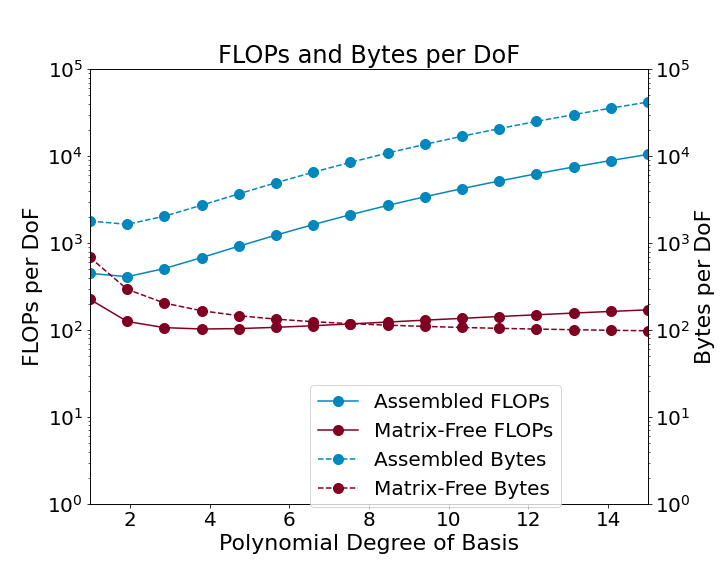 FLOPs and Bytes per DoF
FLOPs per DoF
10^5
10^4
10^3
10^2
10^1
10^0
Assembled FLOPs
Matrix-Free FLOPs
Assembled Bytes
Matrix-Free Bytes
10^5
10^4
10^3
10^2
10^1
10^0
Bytes per DoF
2 4 6 8 10 12 14
Polynomial Degree of Basis